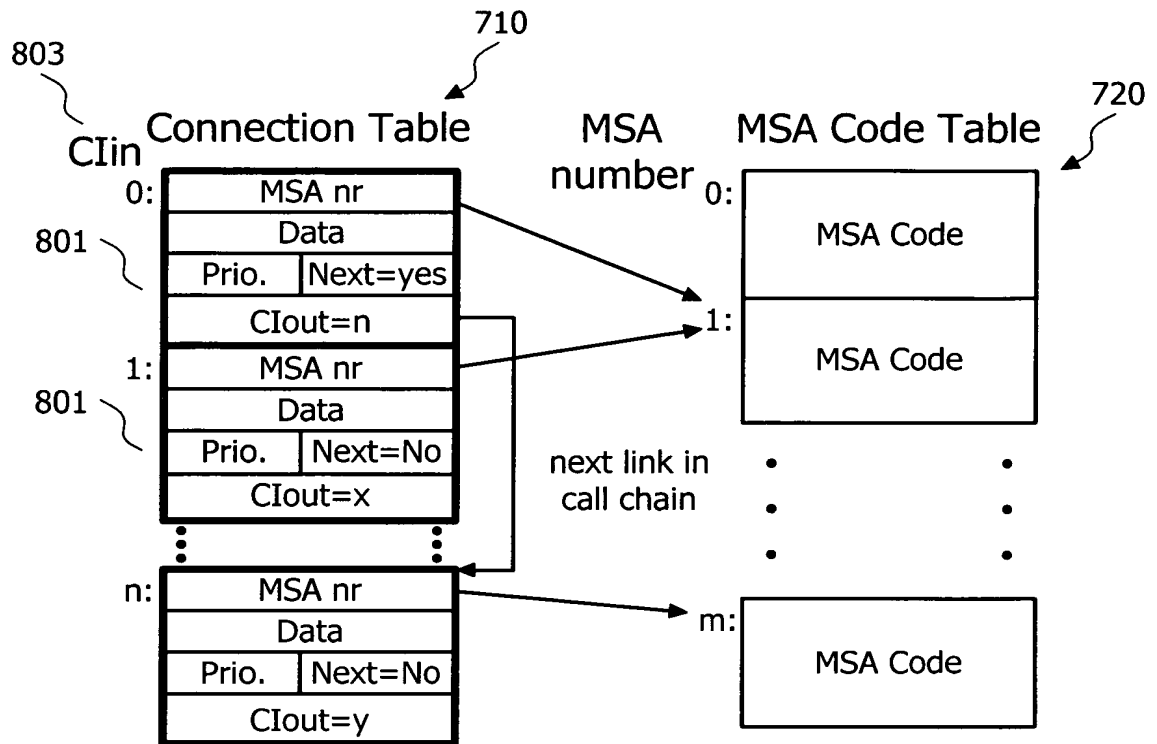 803
710
720
CIin
Connection Table
MSA
number
MSA Code Table
0:
MSA nr
Data
801
Prio.
Next=yes
CIout=n
1:
MSA nr
Data
801
Prio.
Next=No
CIout=x
n:
MSA nr
Data
Prio.
Next=No
CIout=y
next link in
call chain
0:
MSA Code
1:
MSA Code
m:
MSA Code